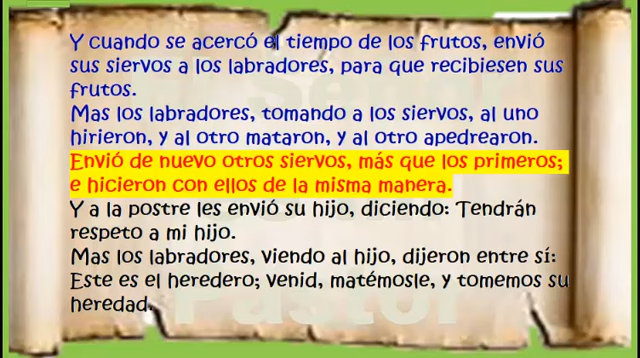 Y cuando se acercó el tiempo de los frutos, envió
sus siervos a los labradores, para que recibiesen sus
frutos.
Mas los labradores, tomando a los siervos, al uno
hirieron, y al otro mataron, y al otro apedrearon.
Envió de nuevo otros siervos, más que los primeros;
e hicieron con ellos de la misma manera.
Y a la postre les envió su hijo, diciendo: Tendrán
respeto a mi hijo.
Mas los labradores, viendo al hijo, dijeron entre sí:
Este es el heredero; venid, matémosle, y tomemos su
heredad.
Pastor